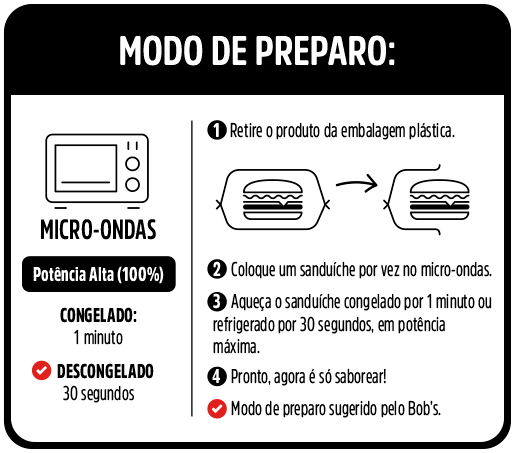 MODO DE PREPARO:
MICRO-ONDAS
Potência Alta (100%)
CONGELADO:
1 minuto
DESCONGELADO
30 segundos
1 Retire o produto da embalagem plástica.
2 Coloque um sanduíche por vez no micro-ondas.
3 Aqueça o sanduíche congelado por 1 minuto ou
refrigerado por 30 segundos, em potência
máxima.
4 Pronto, agora é só saborear!
Modo de preparo sugerido pelo Bob's.